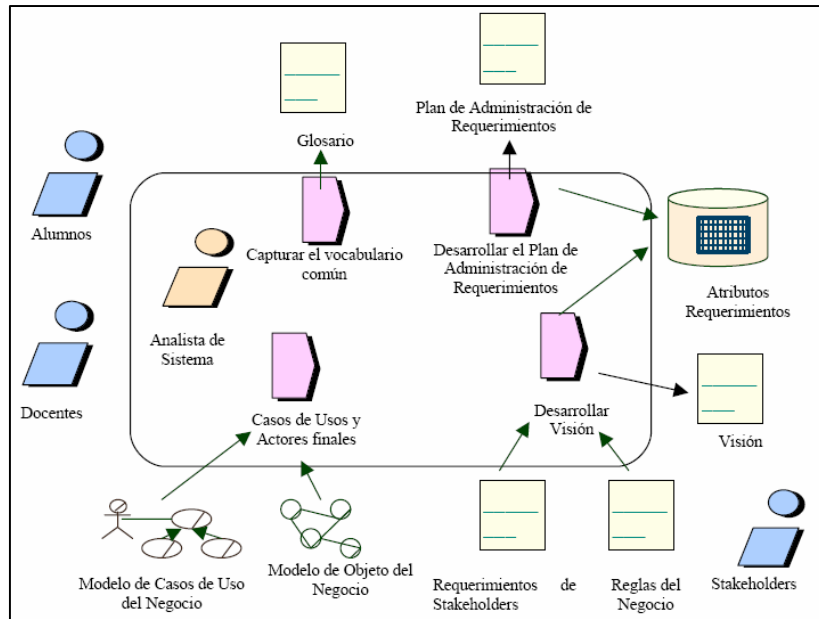 Plan de Administración de
Requerimientos
Glosario
Alumnos
Capturar el vocabulario
común
Desarrollar el Plan de
Administración de
Requerimientos
Atributos
Requerimientos
Analista de
Sistema
Docentes
Casos de Usos y
Actores finales
Desarrollar
Visión
Visión
Modelo de Casos de Uso
del Negocio
Modelo de Objeto del
Negocio
Requerimientos de
Stakeholders
Reglas del
Negocio
Stakeholders